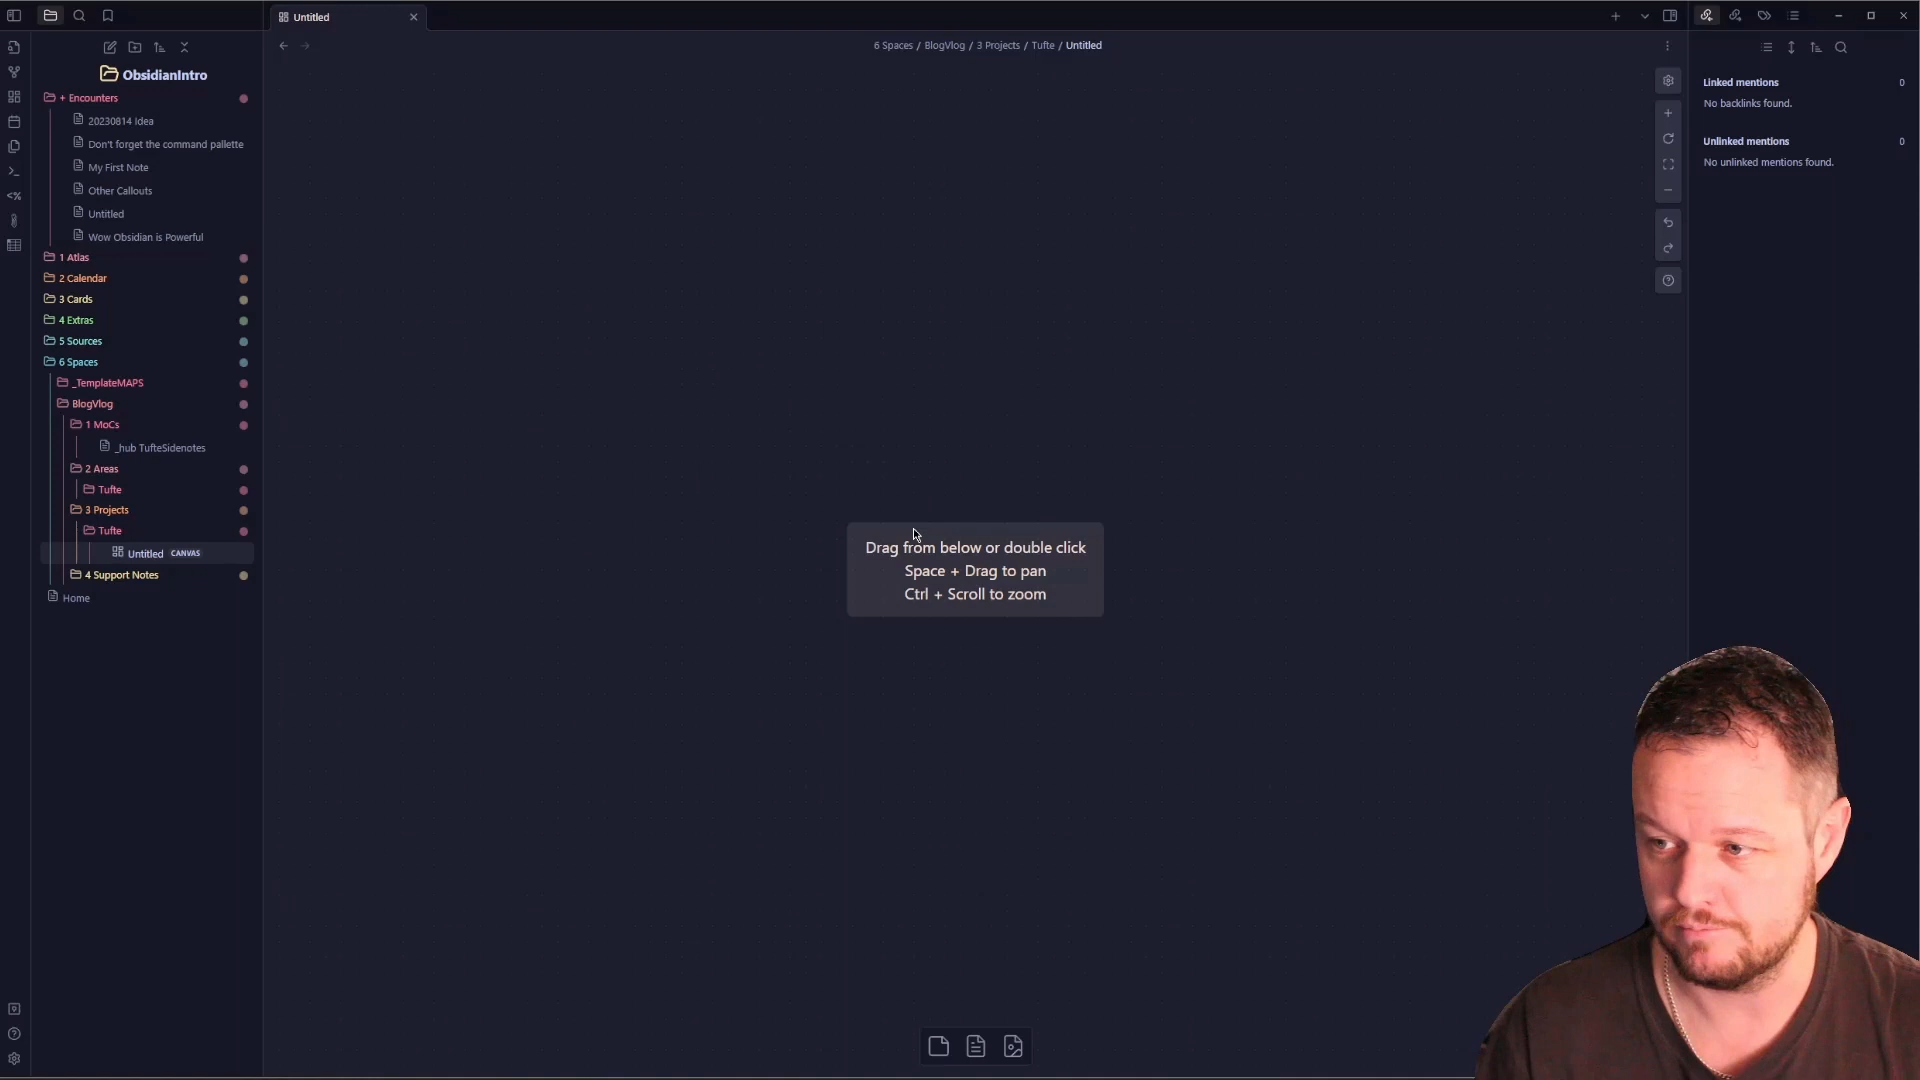 Untitled
6 Spaces / BlogVlog / 3 Projects / Tufte / Untitled
ObsidianIntro
+ Encounters
20230814 Idea
Don't forget the command pallette
My First Note
Other Callouts
Untitled
Wow Obsidian is Powerful
1 Atlas
2 Calendar
3 Cards
4 Extras
5 Sources
6 Spaces
_TemplateMAPS
BlogVlog
1 MoCs
_hub TufteSidenotes
2 Areas
Tufte
3 Projects
Tufte
Untitled CANVAS
4 Support Notes
Home
Drag from below or double click
Space + Drag to pan
Ctrl + Scroll to zoom
Linked mentions 0
No backlinks found.
Unlinked mentions 0
No unlinked mentions found.